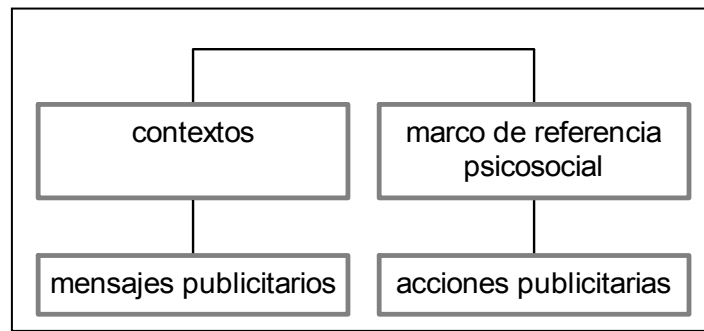 contextos
marco de referencia
psicosocial
mensajes publicitarios
acciones publicitarias